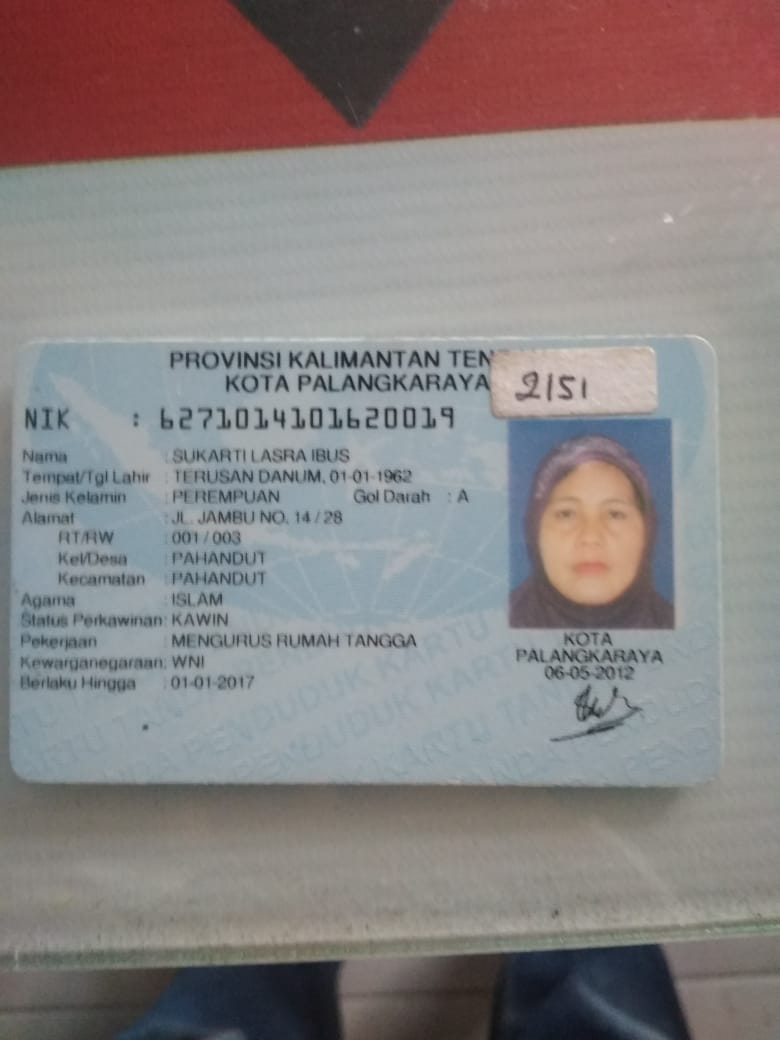 PROVINSI KALIMANTAN
KOTA PALANGKARAYA
2151
NIK : 6271014101620019
Nama : SUKARTI LASRA IBUS
Tempat/Tgl Lahir : TERUSAN DANUM, 01-01-1962
Jenis Kelamin : PEREMPUAN Gol Darah : A
Alamat : JL. JAMBU NO. 14 / 28
RT/RW : 001 / 003
Kel/Desa : PAHANDUT
Kecamatan : PAHANDUT
Agama : ISLAM
Status Perkawinan : KAWIN
Pekerjaan : MENGURUS RUMAH TANGGA
Kewarganegaraan : WNI
Berlaku Hingga : 01-01-2017
KOTA
PALANGKARAYA
06-05-2012